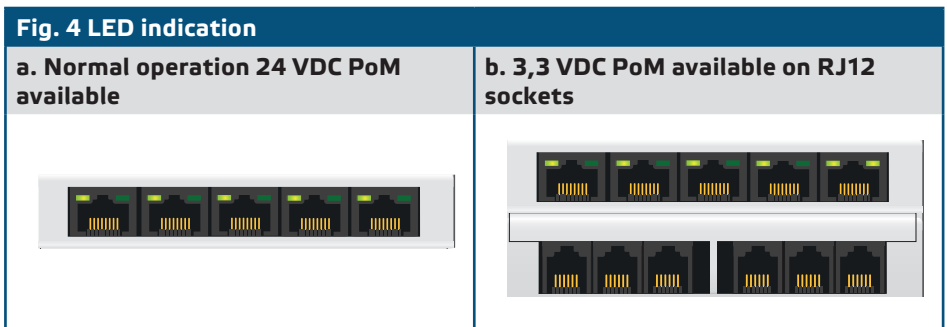 Fig. 4 LED indication
a. Normal operation 24 VDC PoM
available
b. 3,3 VDC PoM available on RJ12
sockets